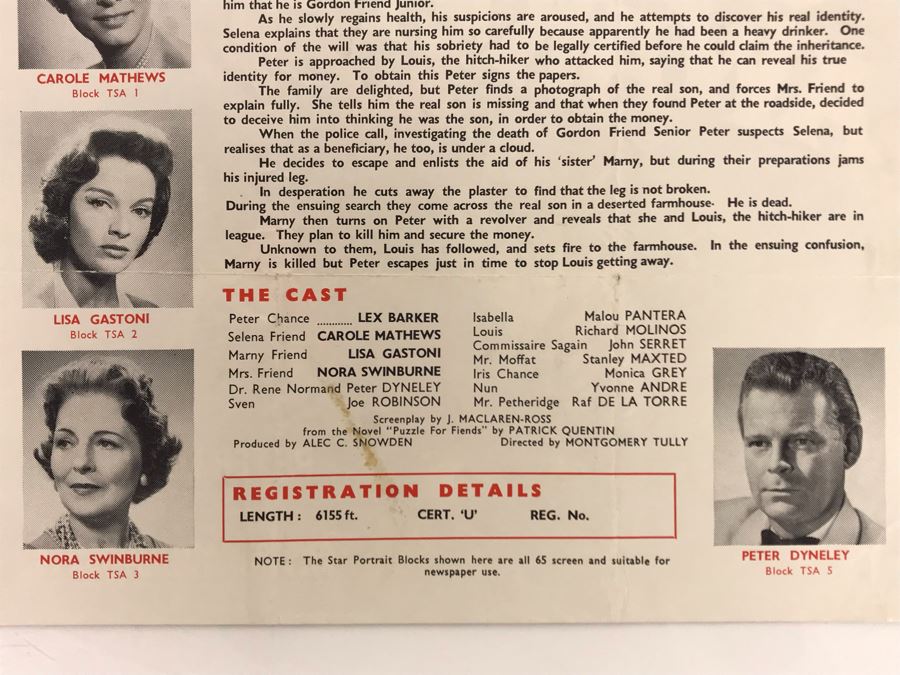 him that he is Gordon Friend Junior.
As he slowly regains health, his suspicions are aroused, and he attempts to discover his real identity.
Selena explains that they are nursing him so carefully because apparently he had been a heavy drinker. One
condition of the will was that his sobriety had to be legally certified before he could claim the inheritance.
Peter is approached by Louis, the hitch-hiker who attacked him, saying that he can reveal his true
identity for money. To obtain this Peter signs the papers.
The family are delighted, but Peter finds a photograph of the real son, and forces Mrs. Friend to
explain fully. She tells him the real son is missing and that when they found Peter at the roadside, decided
to deceive him into thinking he was the son, in order to obtain the money.
When the police call, investigating the death of Gordon Friend Senior Peter suspects Selena, but
realises that as a beneficiary, he too, is under a cloud.
He decides to escape and enlists the aid of his 'sister' Marny, but during their preparations jams
his injured leg.
In desperation he cuts away the plaster to find that the leg is not broken.
During the ensuing search they come across the real son in a deserted farmhouse. He is dead.
Marny then turns on Peter with a revolver and reveals that she and Louis, the hitch-hiker are in
league. They plan to kill him and secure the money.
Unknown to them, Louis has followed, and sets fire to the farmhouse. In the ensuing confusion,
Marny is killed but Peter escapes just in time to stop Louis getting away.
CAROLE MATHEWS
Block TSA 1
LISA GASTONI
Block TSA 2
NORA SWINBURNE
Block TSA 3
THE CAST
Peter Chance ............ LEX BARKER
Selena Friend CAROLE MATHEWS
Marny Friend LISA GASTONI
Mrs. Friend NORA SWINBURNE
Dr. Rene Normand Peter DYNELEY
Sven Joe ROBINSON
Isabella Malou PANTERA
Louis Richard MOLINOS
Commissaire Sagain John SERRET
Mr. Moffat Stanley MAXTED
Iris Chance Monica GREY
Nun Yvonne ANDRE
Mr. Petheridge Raf DE LA TORRE
Screenplay by J. MACLAREN-ROSS
from the Novel "Puzzle For Fiends" by PATRICK QUENTIN
Produced by ALEC C. SNOWDEN Directed by MONTGOMERY TULLY
REGISTRATION DETAILS
LENGTH : 6155 ft. CERT. 'U' REG. No.
NOTE : The Star Portrait Blocks shown here are all 65 screen and suitable for
newspaper use.
PETER DYNELEY
Block TSA 5